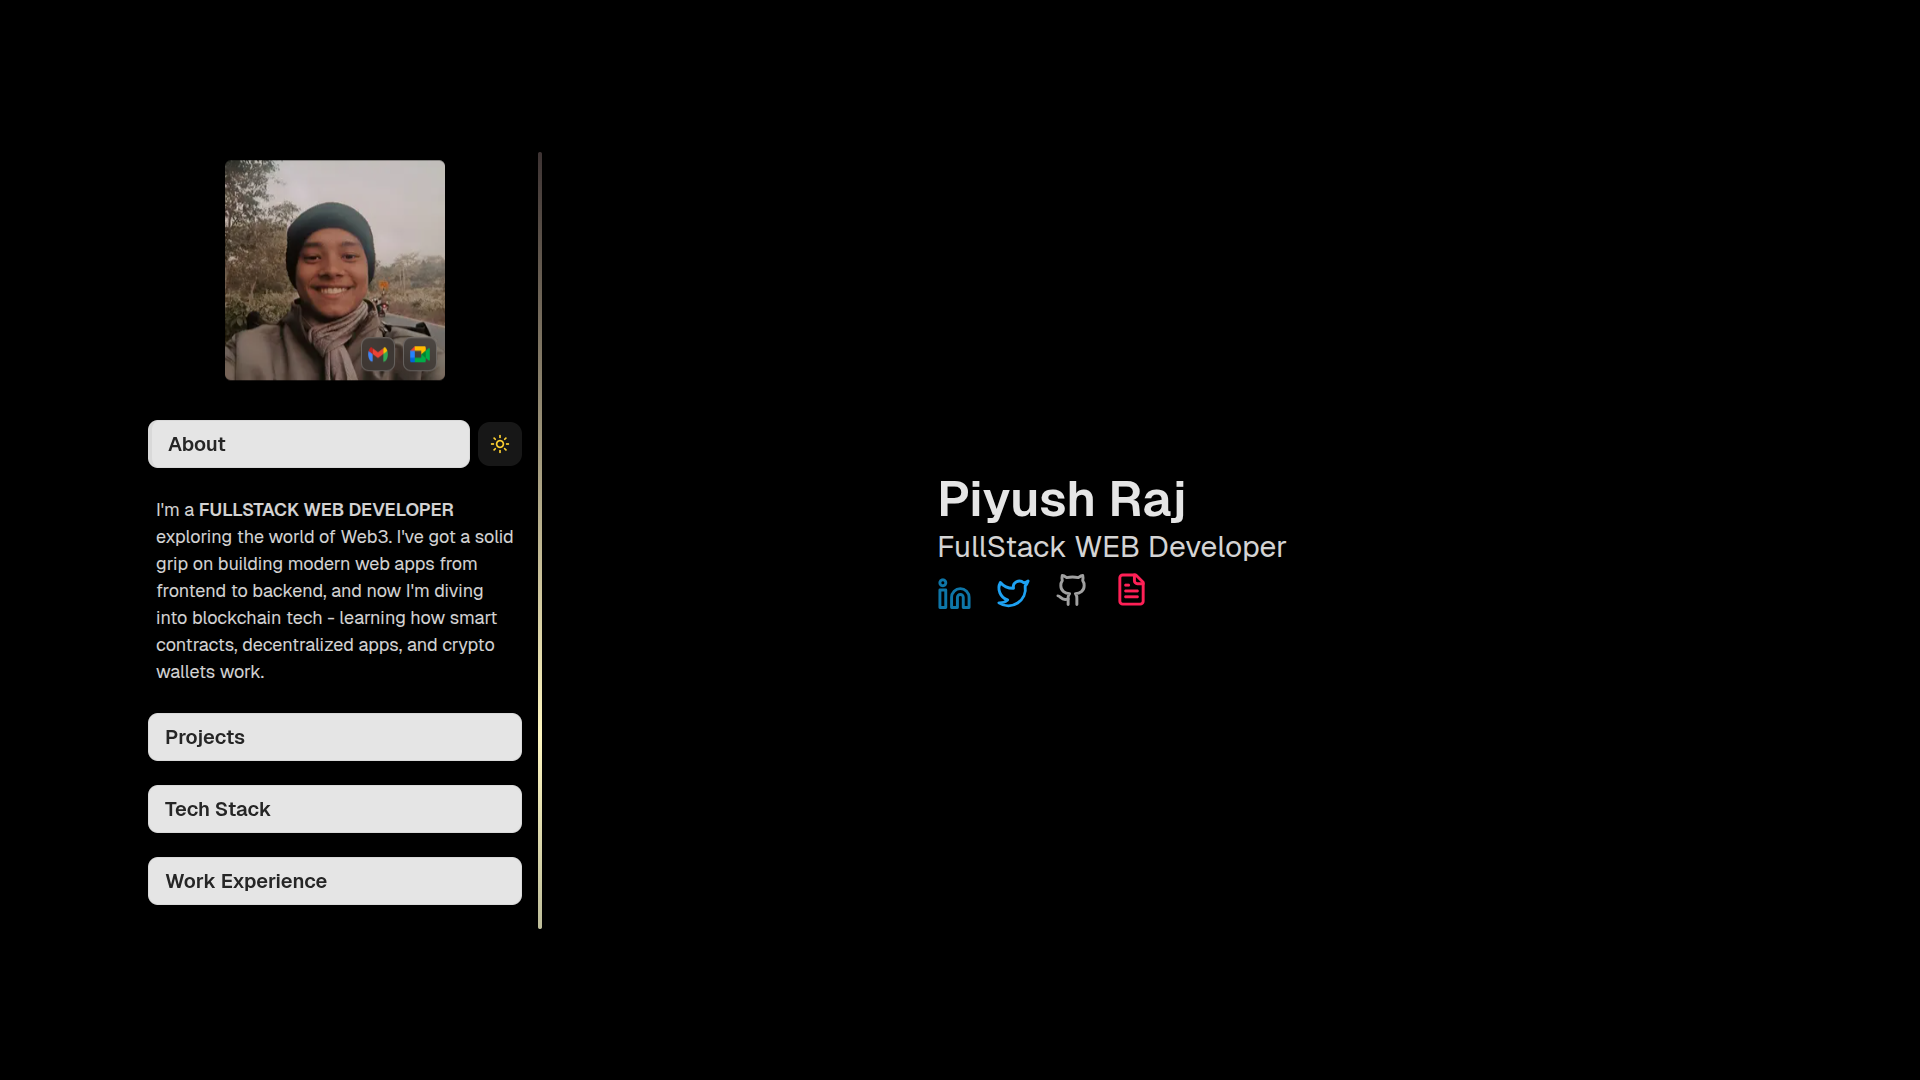 About
I'm a FULLSTACK WEB DEVELOPER
exploring the world of Web3. I've got a solid
grip on building modern web apps from
frontend to backend, and now I'm diving
into blockchain tech - learning how smart
contracts, decentralized apps, and crypto
wallets work.
Projects
Tech Stack
Work Experience
Piyush Raj
FullStack WEB Developer